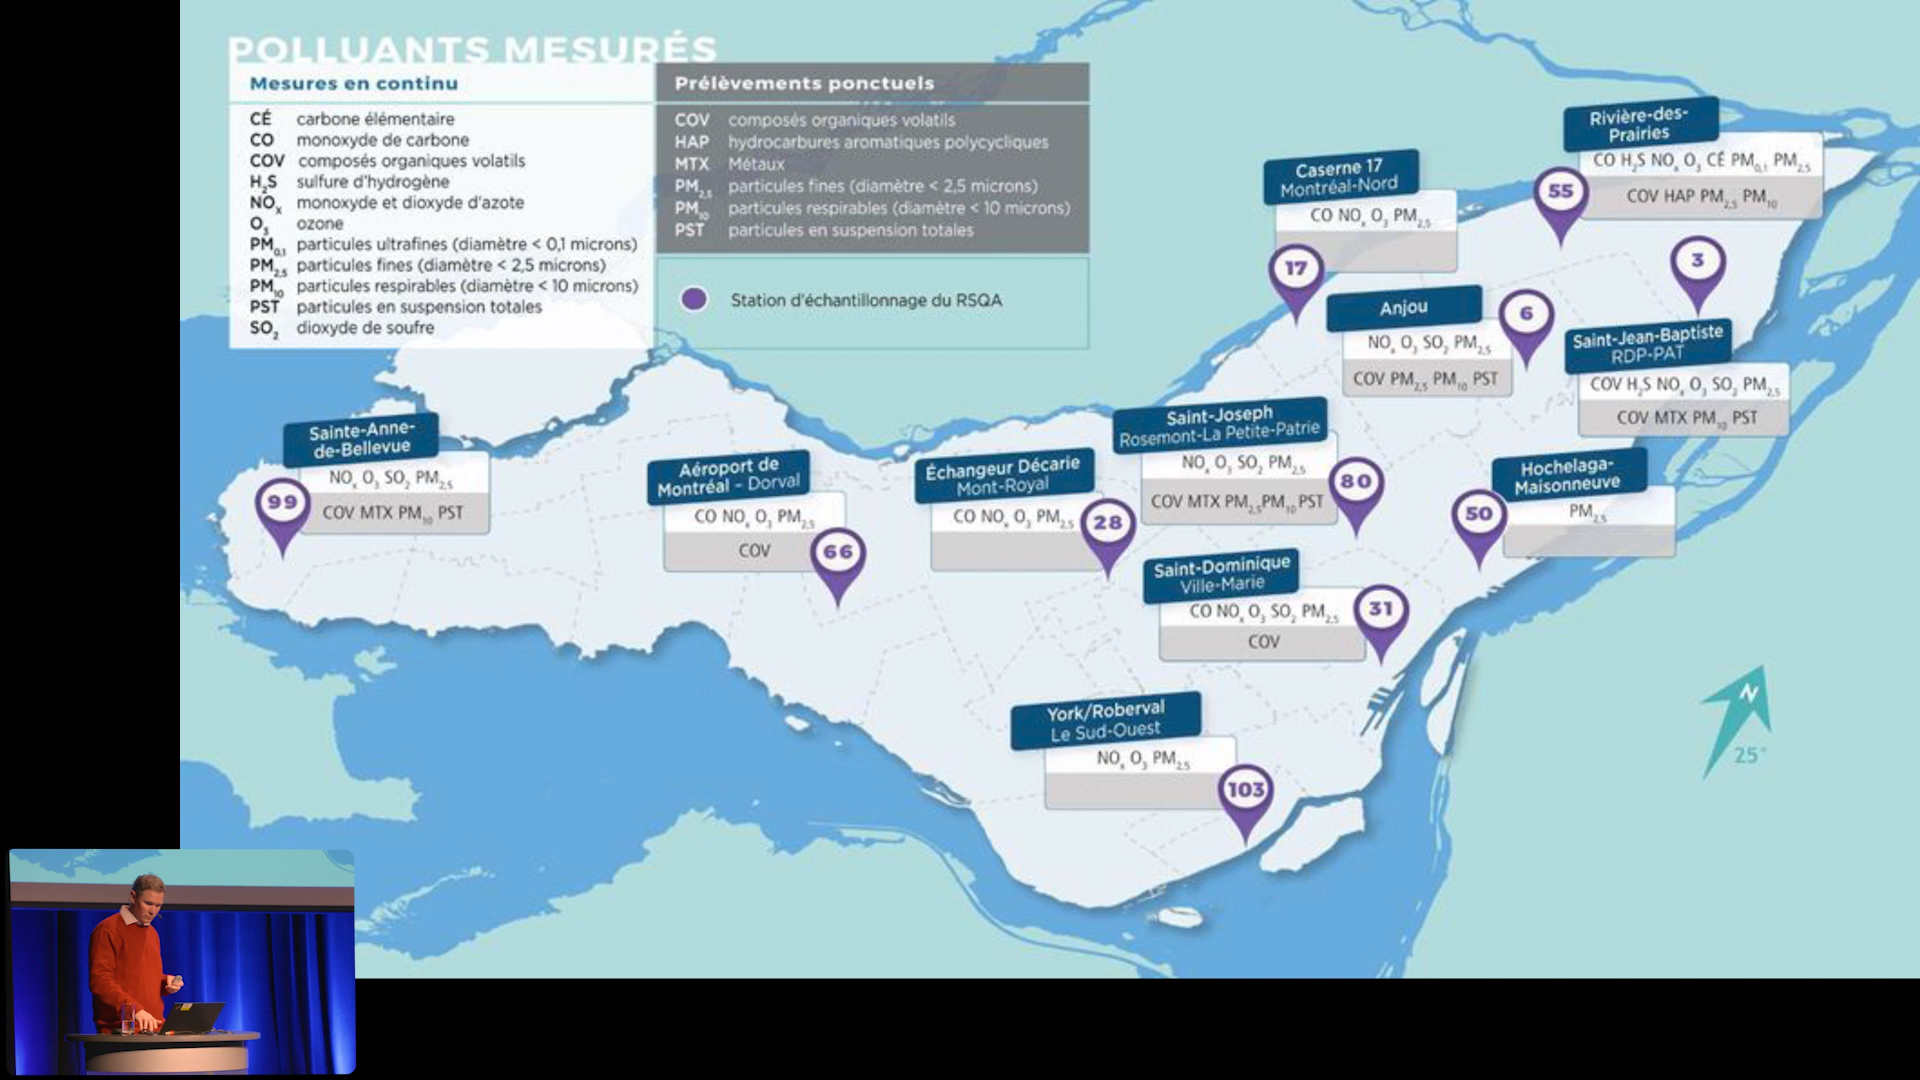 POLLUANTS MESURÉS
Mesures en continu
CÉ carbone élémentaire
CO monoxyde de carbone
COV composés organiques volatils
H₂S sulfure d'hydrogène
NOₓ monoxyde et dioxyde d'azote
O₃ ozone
PM₀,₁ particules ultrafines (diamètre < 0,1 microns)
PM₂,₅ particules fines (diamètre < 2,5 microns)
PM₁₀ particules respirables (diamètre < 10 microns)
PST particules en suspension totales
SO₂ dioxyde de soufre
Prélèvements ponctuels
COV composés organiques volatils
HAP hydrocarbures aromatiques polycycliques
MTX Métaux
PM₂,₅ particules fines (diamètre < 2,5 microns)
PM₁₀ particules respirables (diamètre < 10 microns)
PST particules en suspension totales
Station d'échantillonnage du RSQA
Rivière-des-
Prairies
CO H₂S NOₓ O₃ CÉ PM₀,₁ PM₂,₅
COV HAP PM₂,₅ PM₁₀
55
Caserne 17
Montréal-Nord
CO NOₓ O₃ PM₂,₅
17
3
Saint-Jean-Baptiste
RDP-PAT
COV H₂S NOₓ O₃ SO₂ PM₂,₅
COV MTX PM₁₀ PST
Anjou
6
NOₓ O₃ SO₂ PM₂,₅
COV PM₂,₅ PM₁₀ PST
Sainte-Anne-
de-Bellevue
NOₓ O₃ SO₂ PM₂,₅
COV MTX PM₁₀ PST
99
Aéroport de
Montréal - Dorval
CO NOₓ O₃ PM₂,₅
COV
66
Échangeur Décarie
Mont-Royal
CO NOₓ O₃ PM₂,₅
28
Saint-Joseph
Rosemont-La Petite-Patrie
NOₓ O₃ SO₂ PM₂,₅
COV MTX PM₂,₅ PM₁₀ PST
80
Hochelaga-
Maisonneuve
PM₂,₅
50
Saint-Dominique
Ville-Marie
CO NOₓ O₃ SO₂ PM₂,₅
COV
31
York/Roberval
Le Sud-Ouest
NOₓ O₃ PM₂,₅
103
N
25°